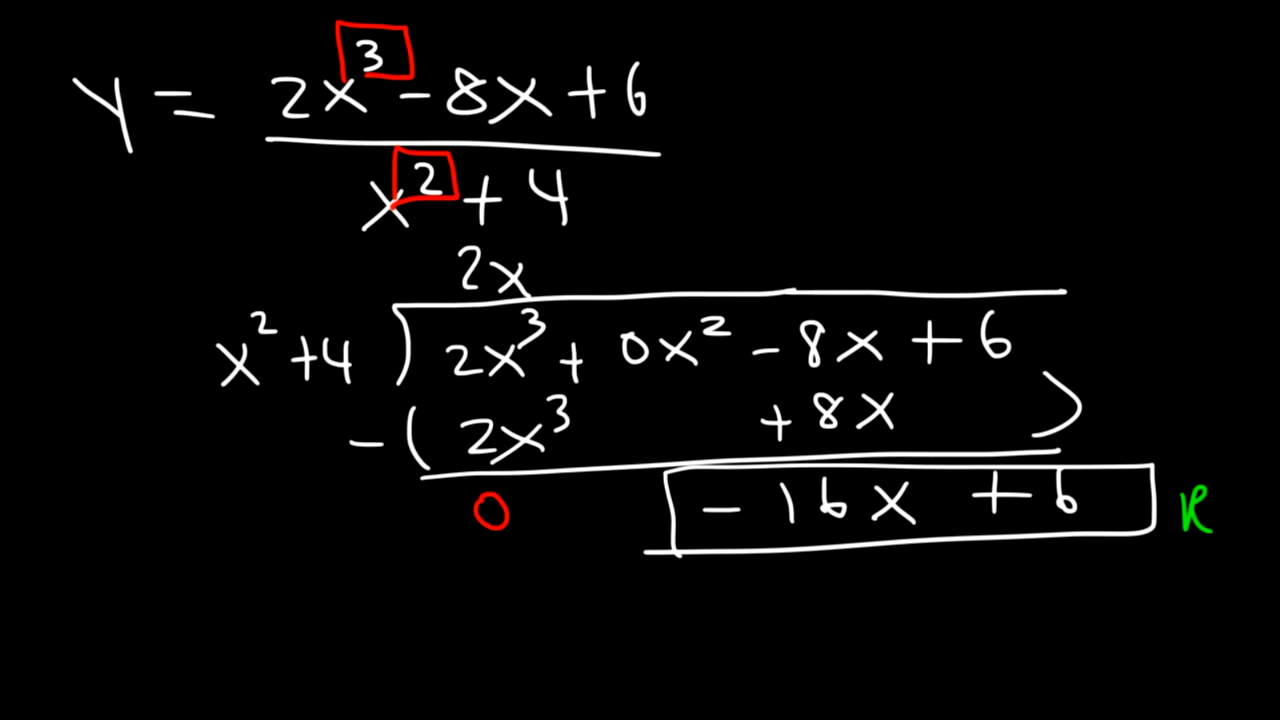 y = 2x³ - 8x + 6
x² + 4
2x
x² + 4 ) 2x³ + 0x² - 8x + 6
- ( 2x³ + 8x )
0 - 16x + 6 R